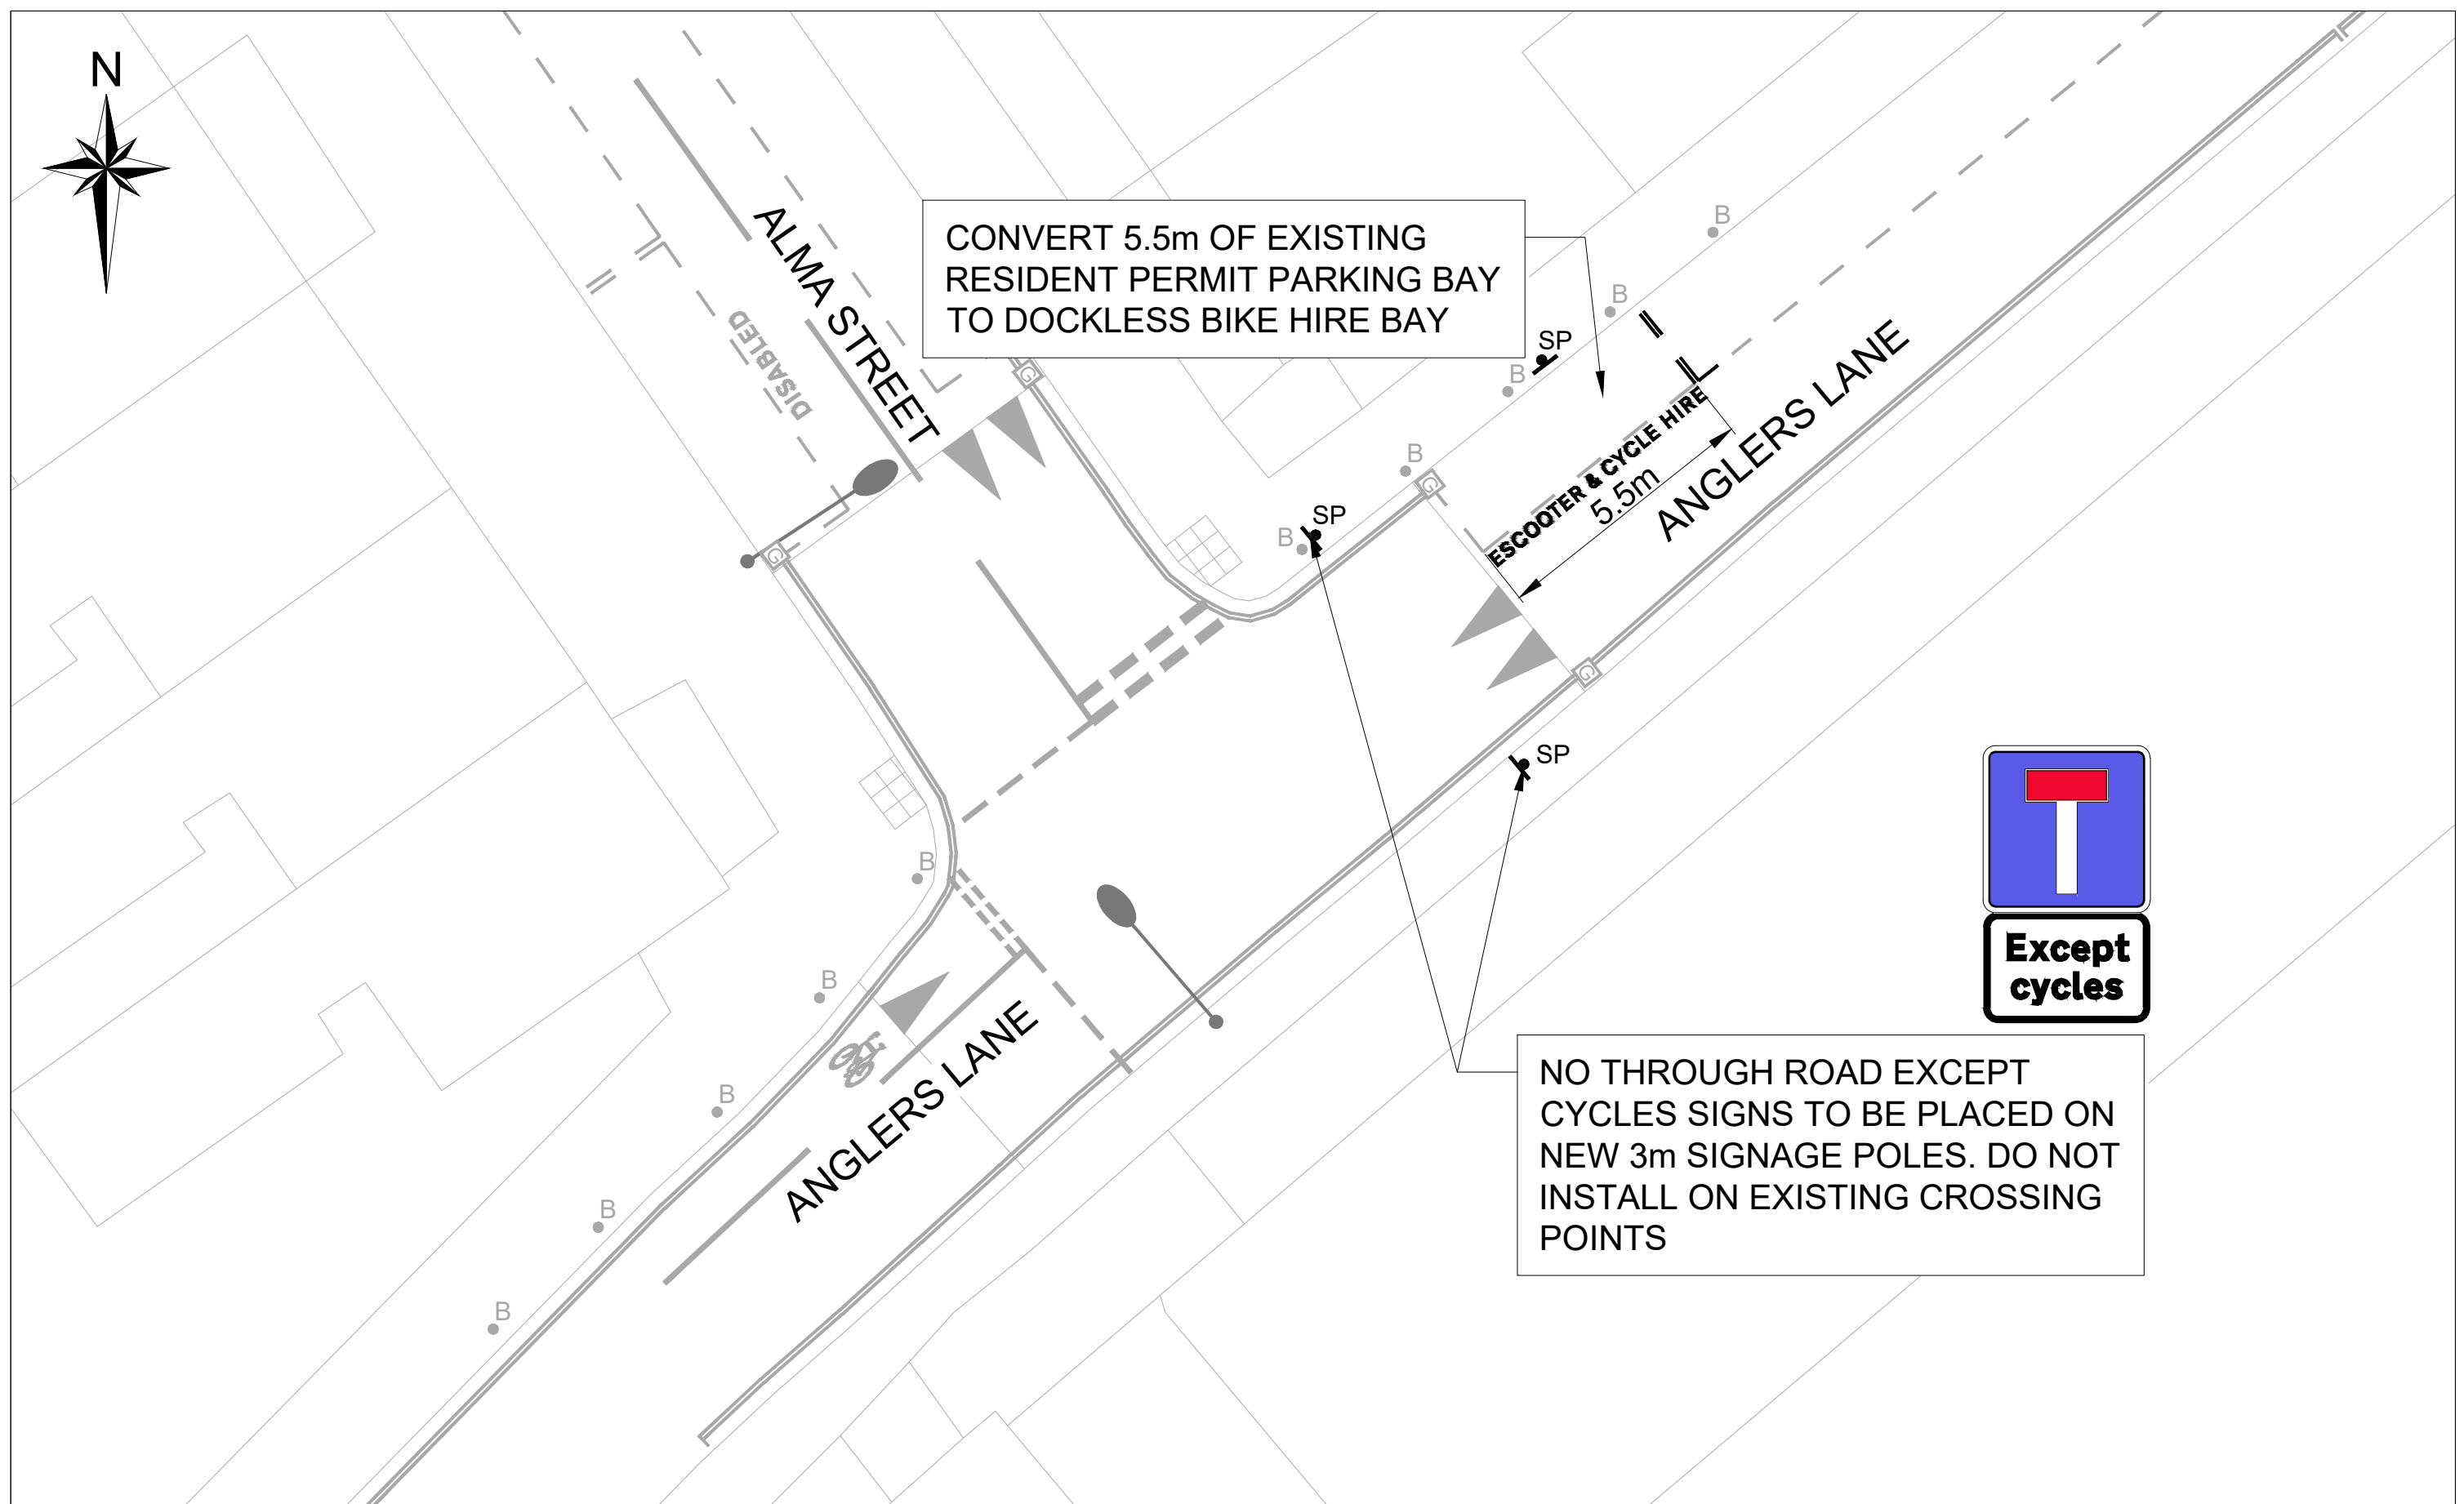 N
ALMA STREET
DISABLED
CONVERT 5.5m OF EXISTING
RESIDENT PERMIT PARKING BAY
TO DOCKLESS BIKE HIRE BAY
B
B
SP
B
B
G
G
ESCOOTER & CYCLE HIRE
5.5m
ANGLERS LANE
SP
B
G
G
SP
B
B
B
B
B
ANGLERS LANE
Except
cycles
NO THROUGH ROAD EXCEPT
CYCLES SIGNS TO BE PLACED ON
NEW 3m SIGNAGE POLES. DO NOT
INSTALL ON EXISTING CROSSING
POINTS